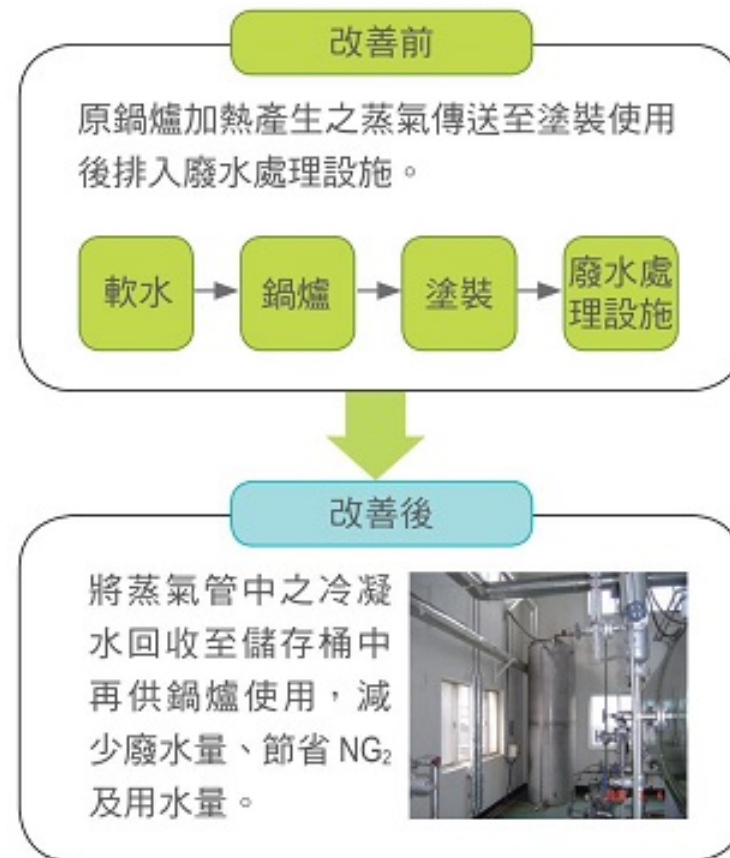 改善前
原鍋爐加熱產生之蒸氣傳送至塗裝使用
後排入廢水處理設施。
軟水
鍋爐
塗裝
廢水處
理設施
改善後
將蒸氣管中之冷凝
水回收至儲存桶中
再供鍋爐使用，減
少廢水量、節省 NG₂
及用水量。